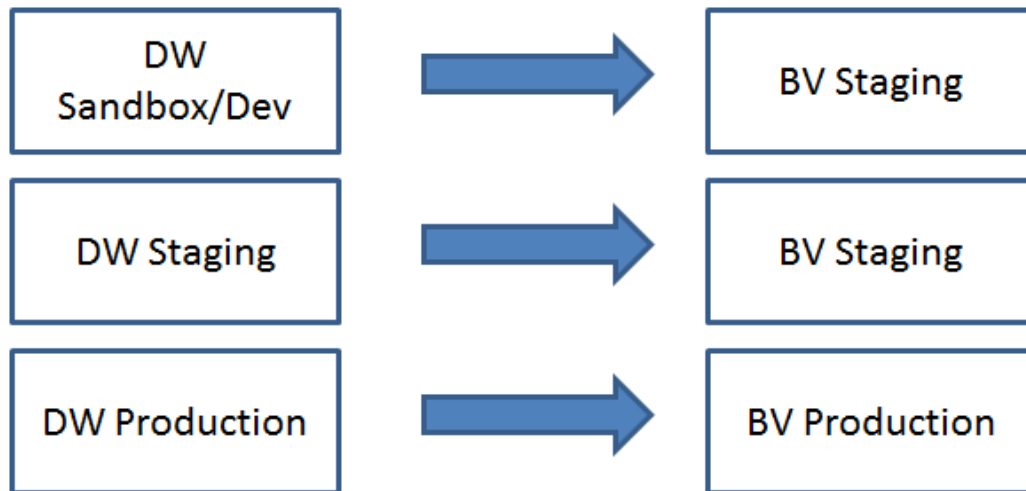 DW
Sandbox/Dev
BV Staging
DW Staging
BV Staging
DW Production
BV Production